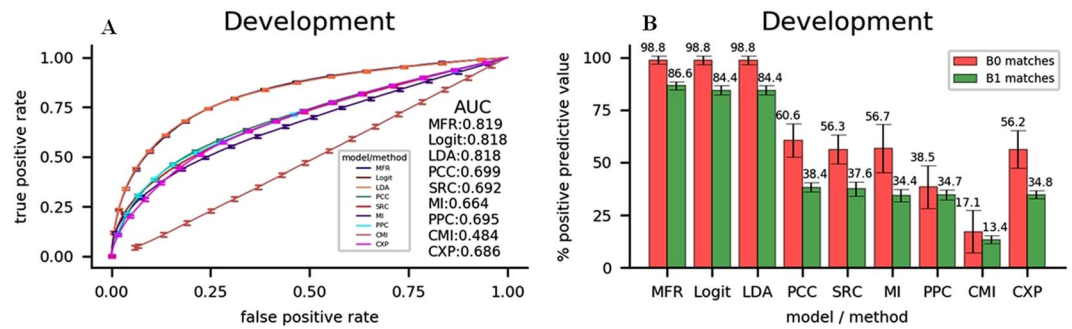 A
Development
true positive rate
1.00
0.75
0.50
0.25
0.00
0.00
0.25
0.50
0.75
1.00
false positive rate
AUC
MFR:0.819
Logit:0.818
LDA:0.818
PCC:0.699
SRC:0.692
MI:0.664
PPC:0.695
CMI:0.484
CXP:0.686
model/method
MFR
Logit
LDA
PCC
SRC
MI
PPC
CMI
CXP
B
Development
% positive predictive value
100
75
50
25
0
98.8
86.6
98.8
84.4
98.8
84.4
60.6
38.4
56.3
37.6
56.7
34.4
38.5
34.7
17.1
13.4
56.2
34.8
B0 matches
B1 matches
MFR Logit LDA PCC SRC MI PPC CMI CXP
model / method